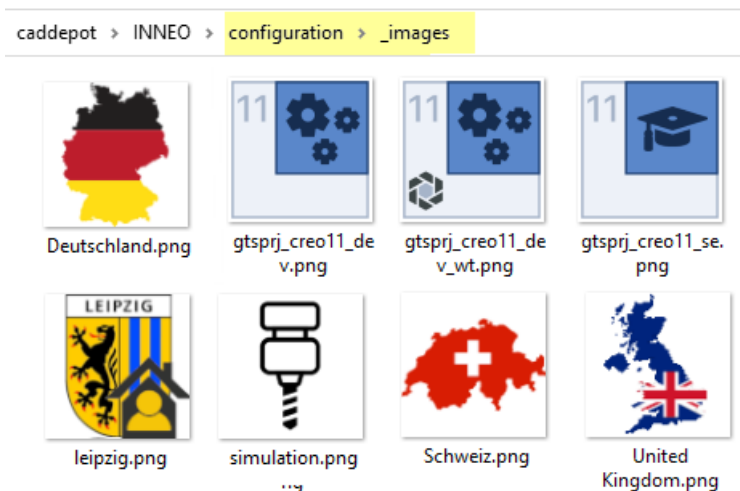 caddepot > INNEO > configuration > _images
11
11
11
Deutschland.png
gtsprj_creo11_de
v.png
gtsprj_creo11_de
v_wt.png
gtsprj_creo11_se.
png
LEIPZIG
leipzig.png
simulation.png
Schweiz.png
United
Kingdom.png